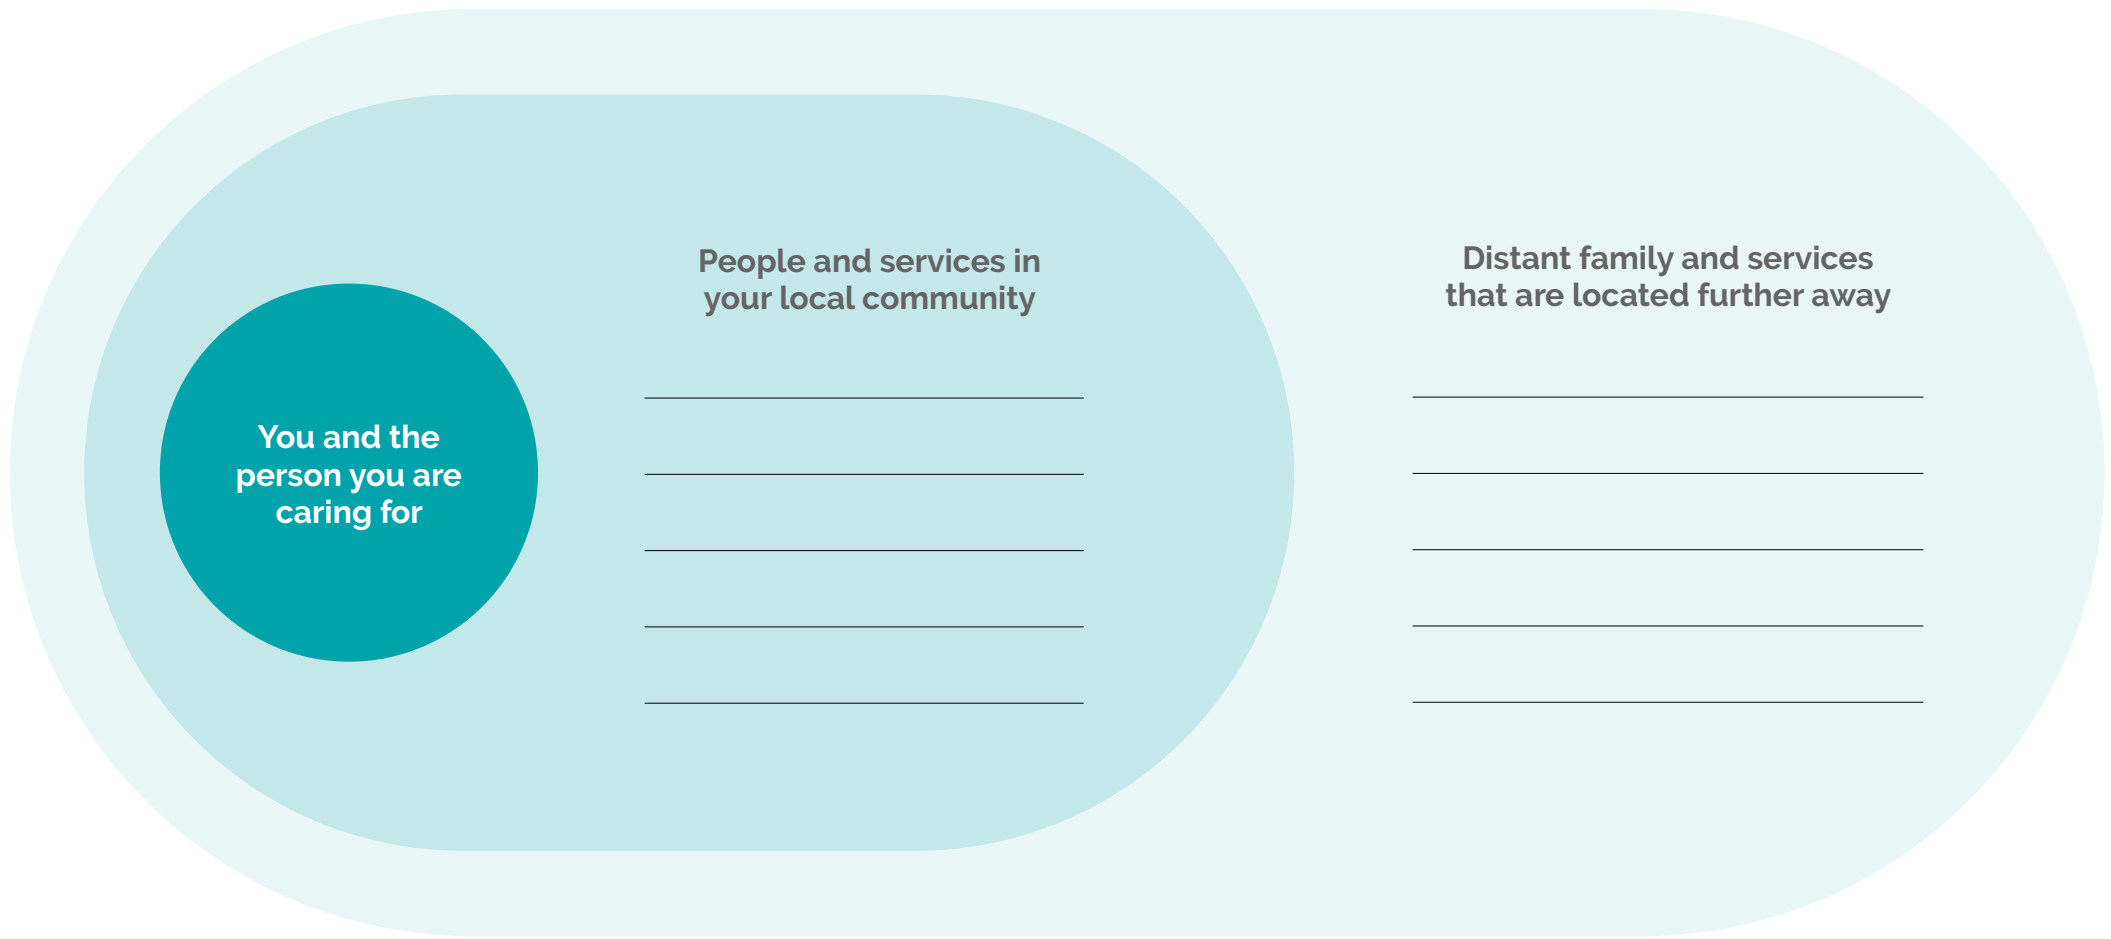 You and the
person you are
caring for
People and services in
your local community
Distant family and services
that are located further away